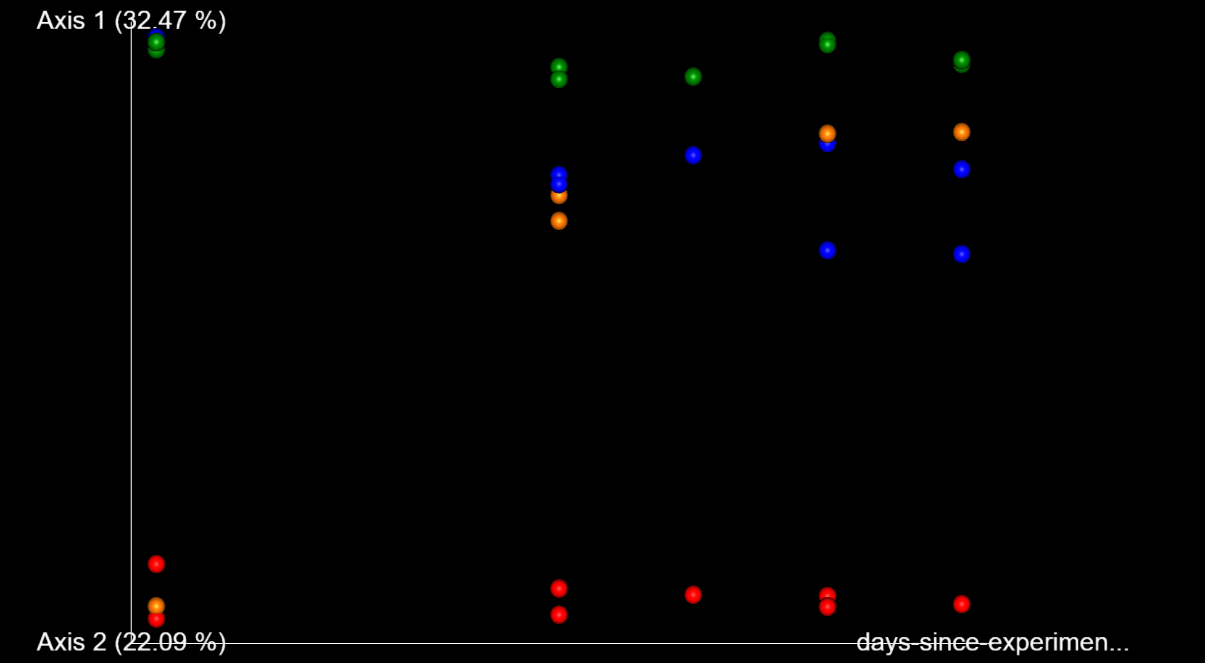 Axis 1 (32.47 %)
Axis 2 (22.09 %)
days-since-experimen...